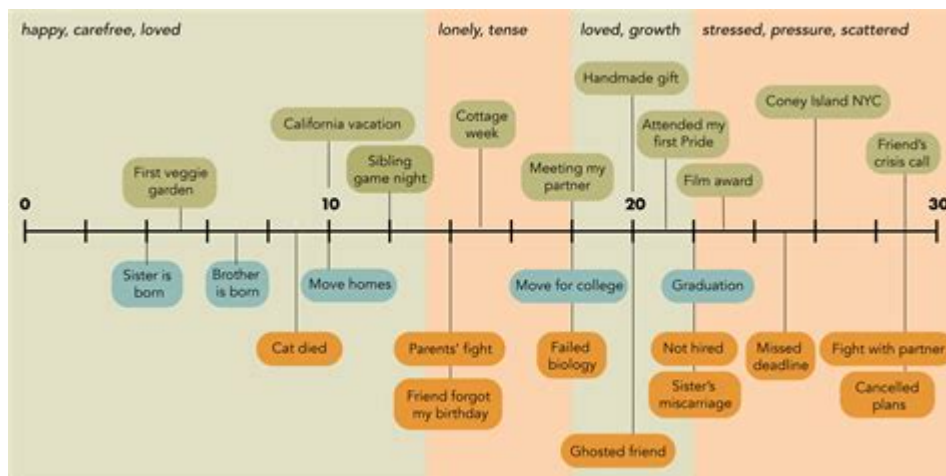 happy, carefree, loved
lonely, tense
loved, growth
stressed, pressure, scattered
Handmade gift
Coney Island NYC
California vacation
Cottage
week
Attended my
first Pride
Friend's
crisis call
Sibling
game night
First veggie
garden
Meeting my
partner
Film award
0
10
20
30
Sister is
born
Brother
is born
Move homes
Move for college
Graduation
Cat died
Parents' fight
Failed
biology
Not hired
Missed
deadline
Fight with partner
Friend forgot
my birthday
Sister's
miscarriage
Cancelled
plans
Ghosted friend